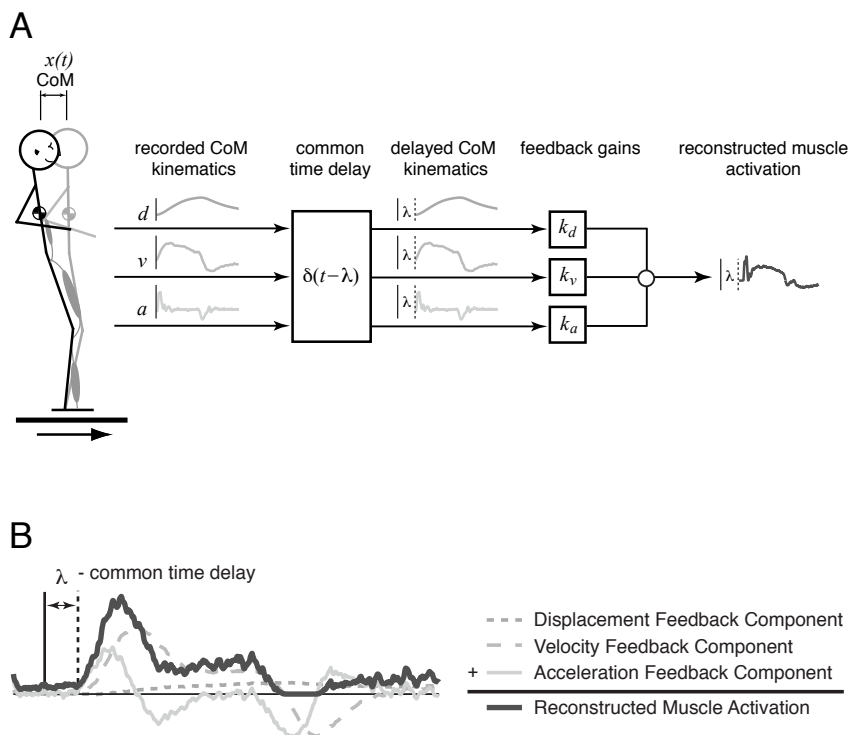 A
x(t)
CoM
recorded CoM
kinematics
common
time delay
delayed CoM
kinematics
feedback gains
reconstructed muscle
activation
d
v
a
δ(t−λ)
λ
λ
λ
k_d
k_v
k_a
λ
B
λ - common time delay
Displacement Feedback Component
Velocity Feedback Component
+ Acceleration Feedback Component
Reconstructed Muscle Activation